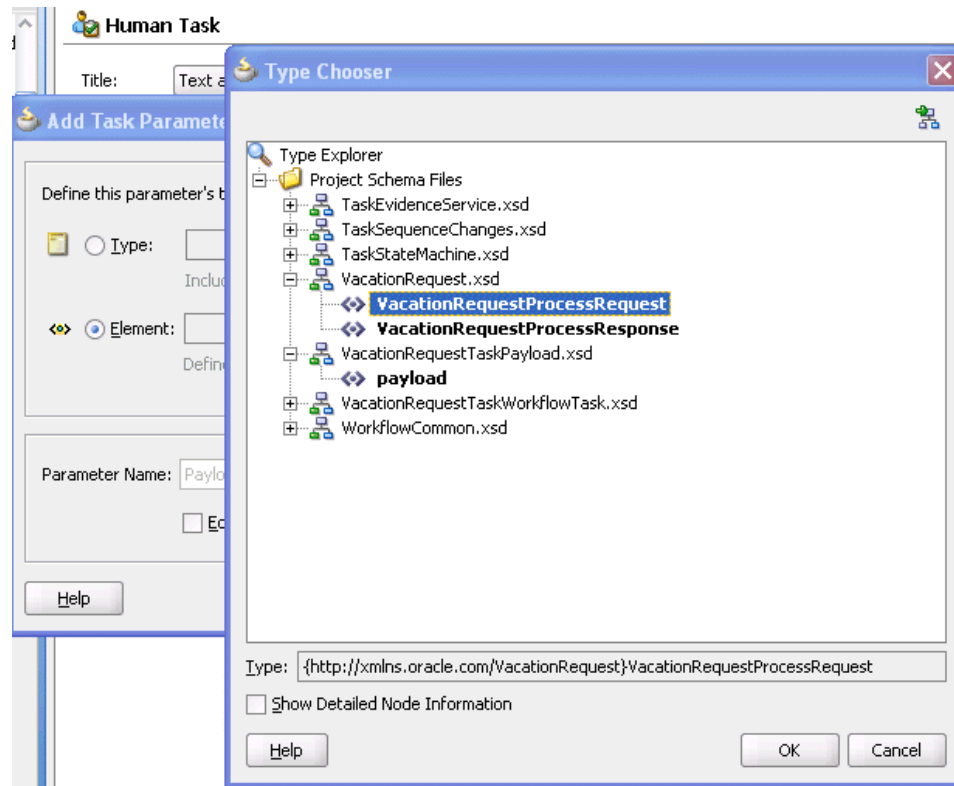 Human Task
Title:
Text a
Type Chooser
Add Task Paramete
Define this parameter's t
Type:
Includ
Element:
Defin
Parameter Name: Paylo
Ed
Help
Type Explorer
Project Schema Files
TaskEvidenceService.xsd
TaskSequenceChanges.xsd
TaskStateMachine.xsd
VacationRequest.xsd
VacationRequestProcessRequest
VacationRequestProcessResponse
VacationRequestTaskPayload.xsd
payload
VacationRequestTaskWorkflowTask.xsd
WorkflowCommon.xsd
Type: {http://xmlns.oracle.com/VacationRequest}VacationRequestProcessRequest
Show Detailed Node Information
Help
OK
Cancel